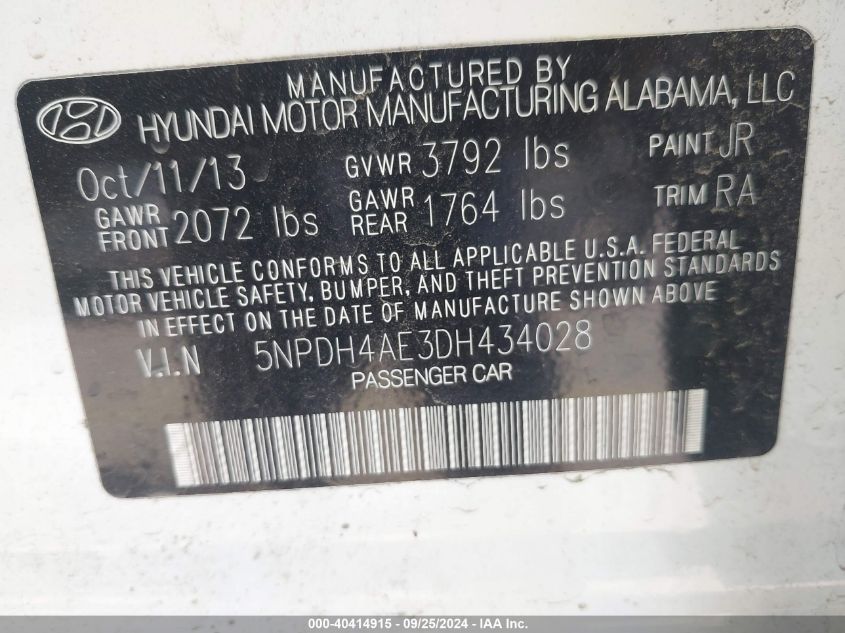 MANUFACTURED BY
HYUNDAI MOTOR MANUFACTURING ALABAMA, LLC
Oct/11/13 GVWR 3792 lbs PAINT JR
GAWR FRONT 2072 lbs GAWR REAR 1764 lbs TRIM RA
THIS VEHICLE CONFORMS TO ALL APPLICABLE U.S.A. FEDERAL
MOTOR VEHICLE SAFETY, BUMPER, AND THEFT PREVENTION STANDARDS
IN EFFECT ON THE DATE OF MANUFACTURE SHOWN ABOVE
V.I.N 5NPDH4AE3DH434028
PASSENGER CAR
000-40414915 - 09/25/2024 - IAA Inc.